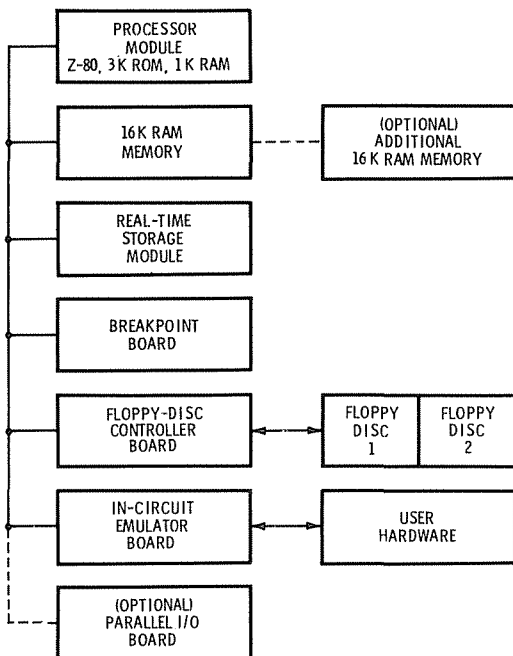 PROCESSOR
MODULE
Z-80, 3K ROM, 1K RAM
16K RAM
MEMORY
(OPTIONAL)
ADDITIONAL
16K RAM MEMORY
REAL-TIME
STORAGE
MODULE
BREAKPOINT
BOARD
FLOPPY-DISC
CONTROLLER
BOARD
FLOPPY
DISC
1
FLOPPY
DISC
2
IN-CIRCUIT
EMULATOR
BOARD
USER
HARDWARE
(OPTIONAL)
PARALLEL I/O
BOARD